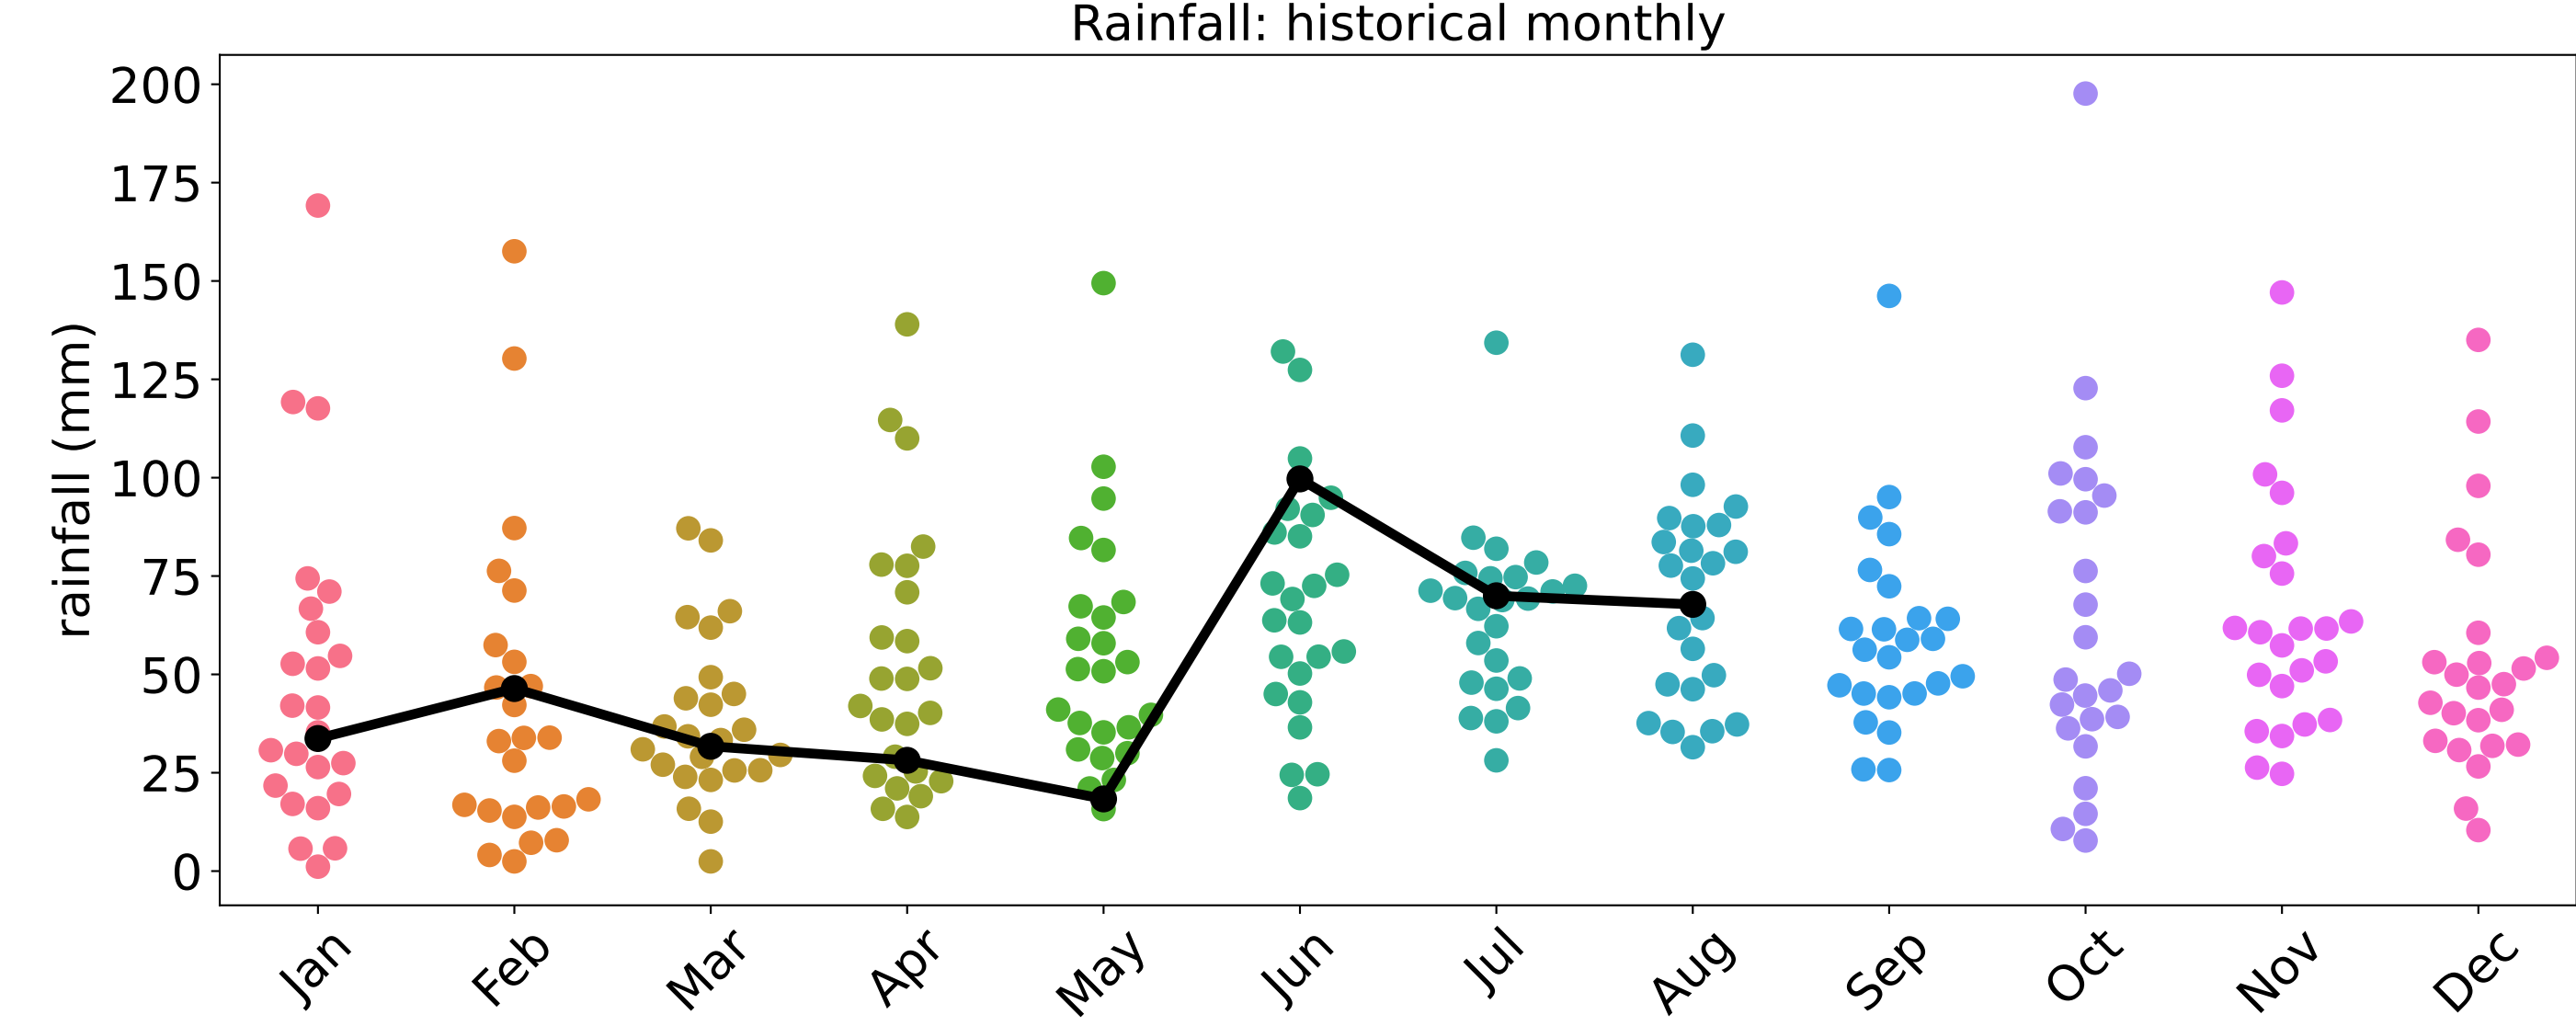 Rainfall: historical monthly
rainfall (mm)
200
175
150
125
100
75
50
25
0
Jan
Feb
Mar
Apr
May
Jun
Jul
Aug
Sep
Oct
Nov
Dec